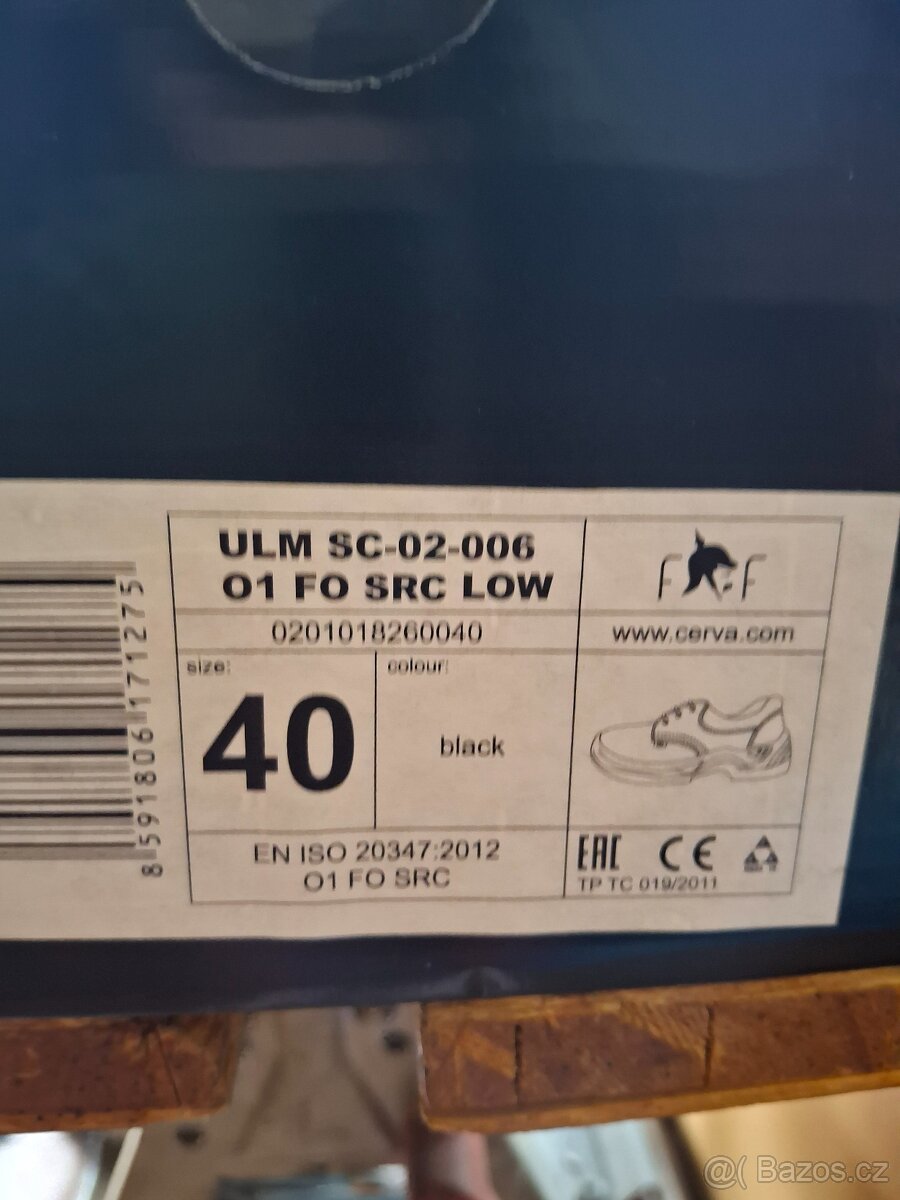 ULM SC-02-006
O1 FO SRC LOW
0201018260040
size:
40
colour:
black
EN ISO 20347:2012
O1 FO SRC
F F
www.cerva.com
EAC CE
TP TC 019/2011
8591806171275
@( Bazos.cz